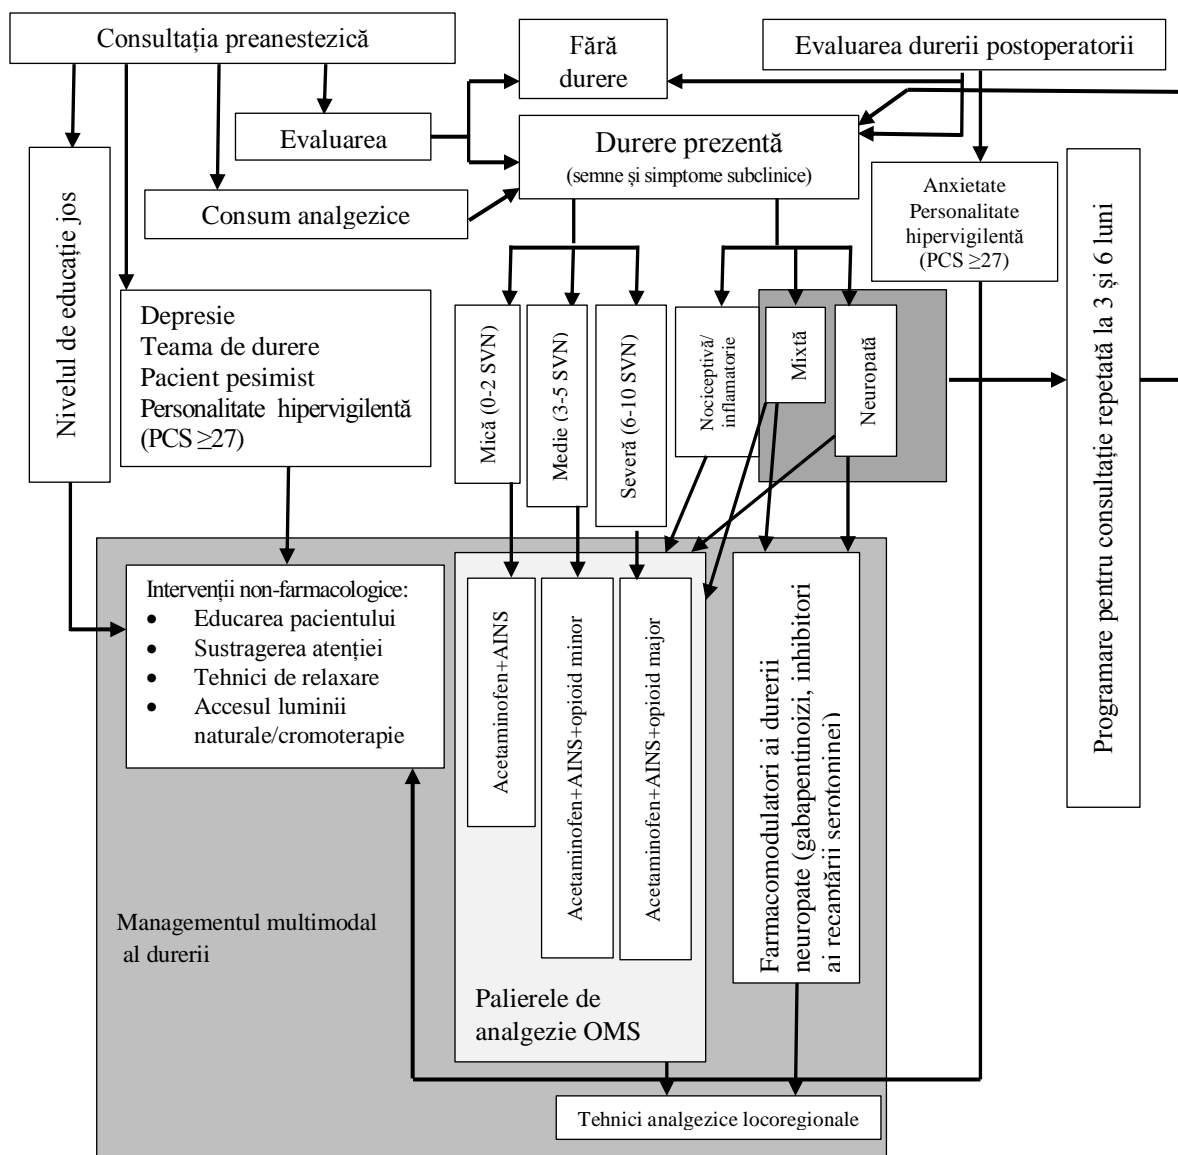 Consultația preanestezică
Fără
durere
Evaluarea durerii postoperatorii
Evaluarea
Durere prezentă
(semne și simptome subclinice)
Consum analgezice
Nivelul de educație jos
Anxietate
Personalitate
hipervigilentă
(PCS ≥27)
Programare pentru consultație repetată la 3 și 6 luni
Depresie
Teama de durere
Pacient pesimist
Personalitate hipervigilentă
(PCS ≥27)
Mică (0-2 SVN)
Medie (3-5 SVN)
Severă (6-10 SVN)
Nociceptivă/
inflamatorie
Mixtă
Neuropată
Intervenții non-farmacologice:
• Educarea pacientului
• Sustragerea atenției
• Tehnici de relaxare
• Accesul luminii
naturale/cromoterapie
Acetaminofen+AINS
Acetaminofen+AINS+opioid minor
Acetaminofen+AINS+opioid major
Farmacomodulatori ai durerii
neuropate (gabapentinoizi, inhibitori
ai recaptării serotoninei)
Managementul multimodal
al durerii
Palierele de
analgezie OMS
Tehnici analgezice locoregionale